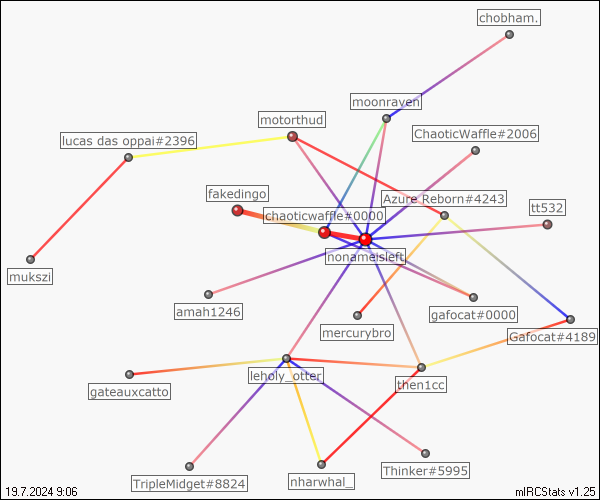 chobham.
moonraven
motorthud
ChaoticWaffle#2006
lucas das oppai#2396
fakedingo
Azure Reborn#4243
tt532
chaoticwaffle#0000
nonameisleft
mukszi
amah1246
gafocat#0000
mercurybro
Gafocat#4189
leholy_otter
then1cc
gateauxcatto
Thinker#5995
TripleMidget#8824
nharwhal_
19.7.2024 9:06
mIRCStats v1.25